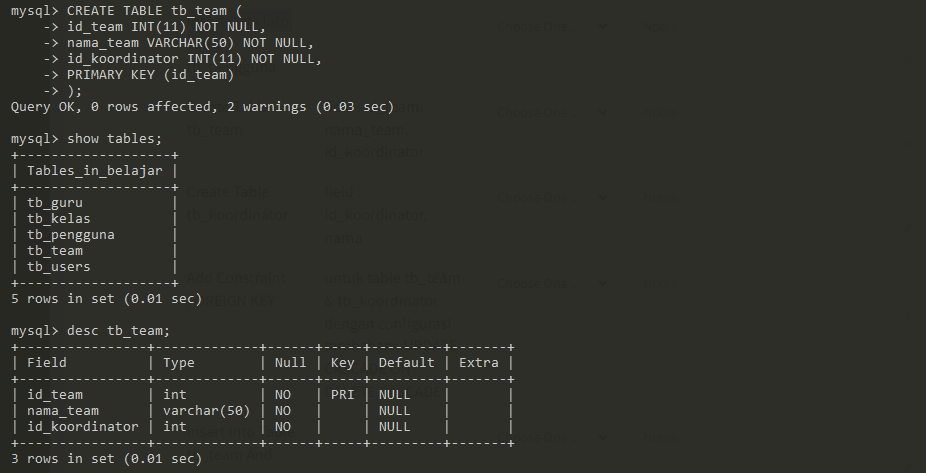 mysql> CREATE TABLE tb_team (
    -> id_team INT(11) NOT NULL,
    -> nama_team VARCHAR(50) NOT NULL,
    -> id_koordinator INT(11) NOT NULL,
    -> PRIMARY KEY (id_team)
    -> );
Query OK, 0 rows affected, 2 warnings (0.03 sec)
mysql> show tables;
+-------------------+
| Tables_in_belajar |
+-------------------+
| tb_guru           |
| tb_kelas          |
| tb_pengguna       |
| tb_team           |
| tb_users          |
+-------------------+
5 rows in set (0.01 sec)
mysql> desc tb_team;
+----------------+-------------+------+-----+---------+-------+
| Field          | Type        | Null | Key | Default | Extra |
+----------------+-------------+------+-----+---------+-------+
| id_team        | int         | NO   | PRI | NULL    |       |
| nama_team      | varchar(50) | NO   |     | NULL    |       |
| id_koordinator | int         | NO   |     | NULL    |       |
+----------------+-------------+------+-----+---------+-------+
3 rows in set (0.01 sec)